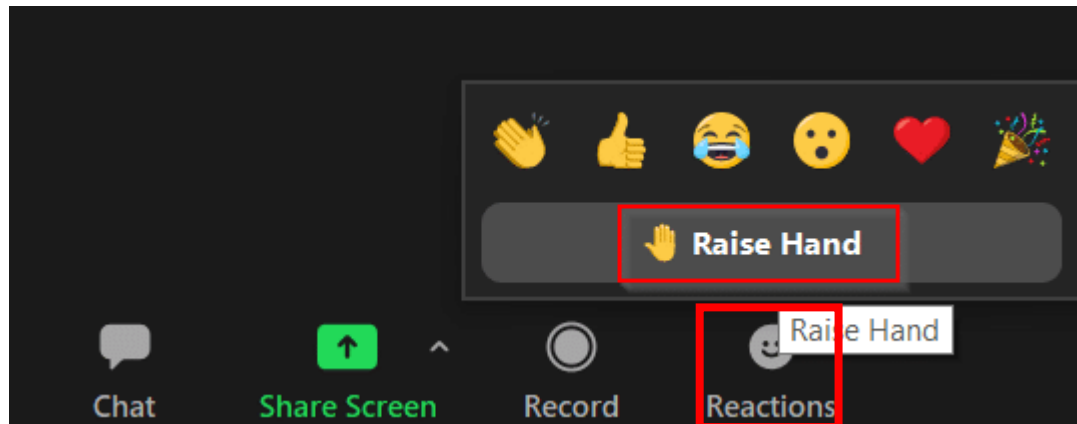 Raise Hand
Raise Hand
Chat
Share Screen
Record
Reactions